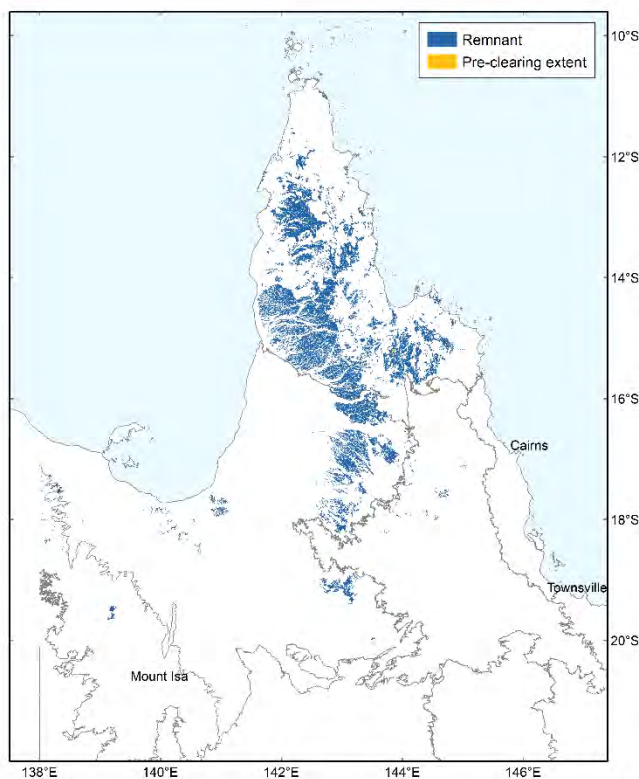 Remnant
Pre-clearing extent
10°S
12°S
14°S
16°S
Cairns
18°S
Townsville
20°S
Mount Isa
138°E
140°E
142°E
144°E
146°E